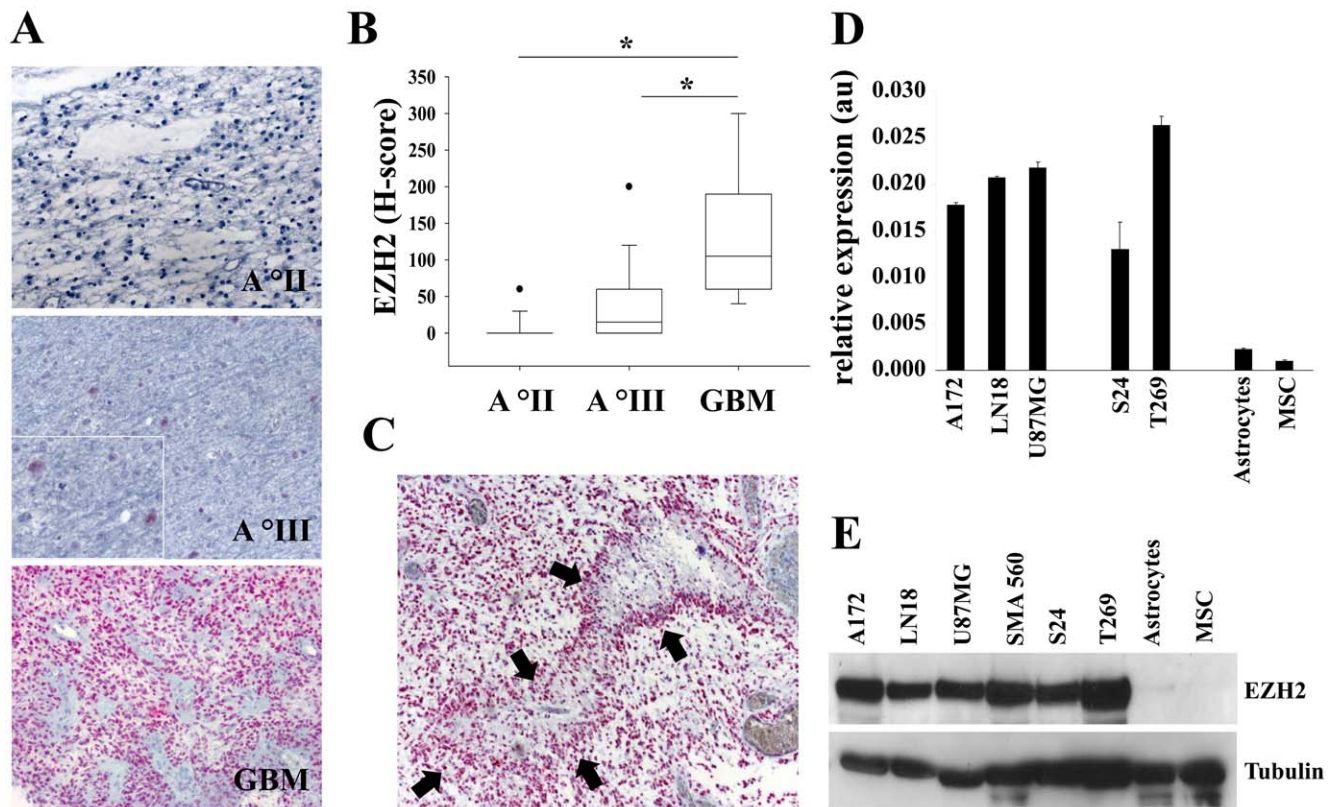 A
A °II
A °III
GBM
B
*
*
EZH2 (H-score)
350
300
250
200
150
100
50
0
A °II
A °III
GBM
C
D
relative expression (au)
0.030
0.025
0.020
0.015
0.010
0.005
0.000
A172
LN18
U87MG
S24
T269
Astrocytes
MSC
E
A172
LN18
U87MG
SMA 560
S24
T269
Astrocytes
MSC
EZH2
Tubulin